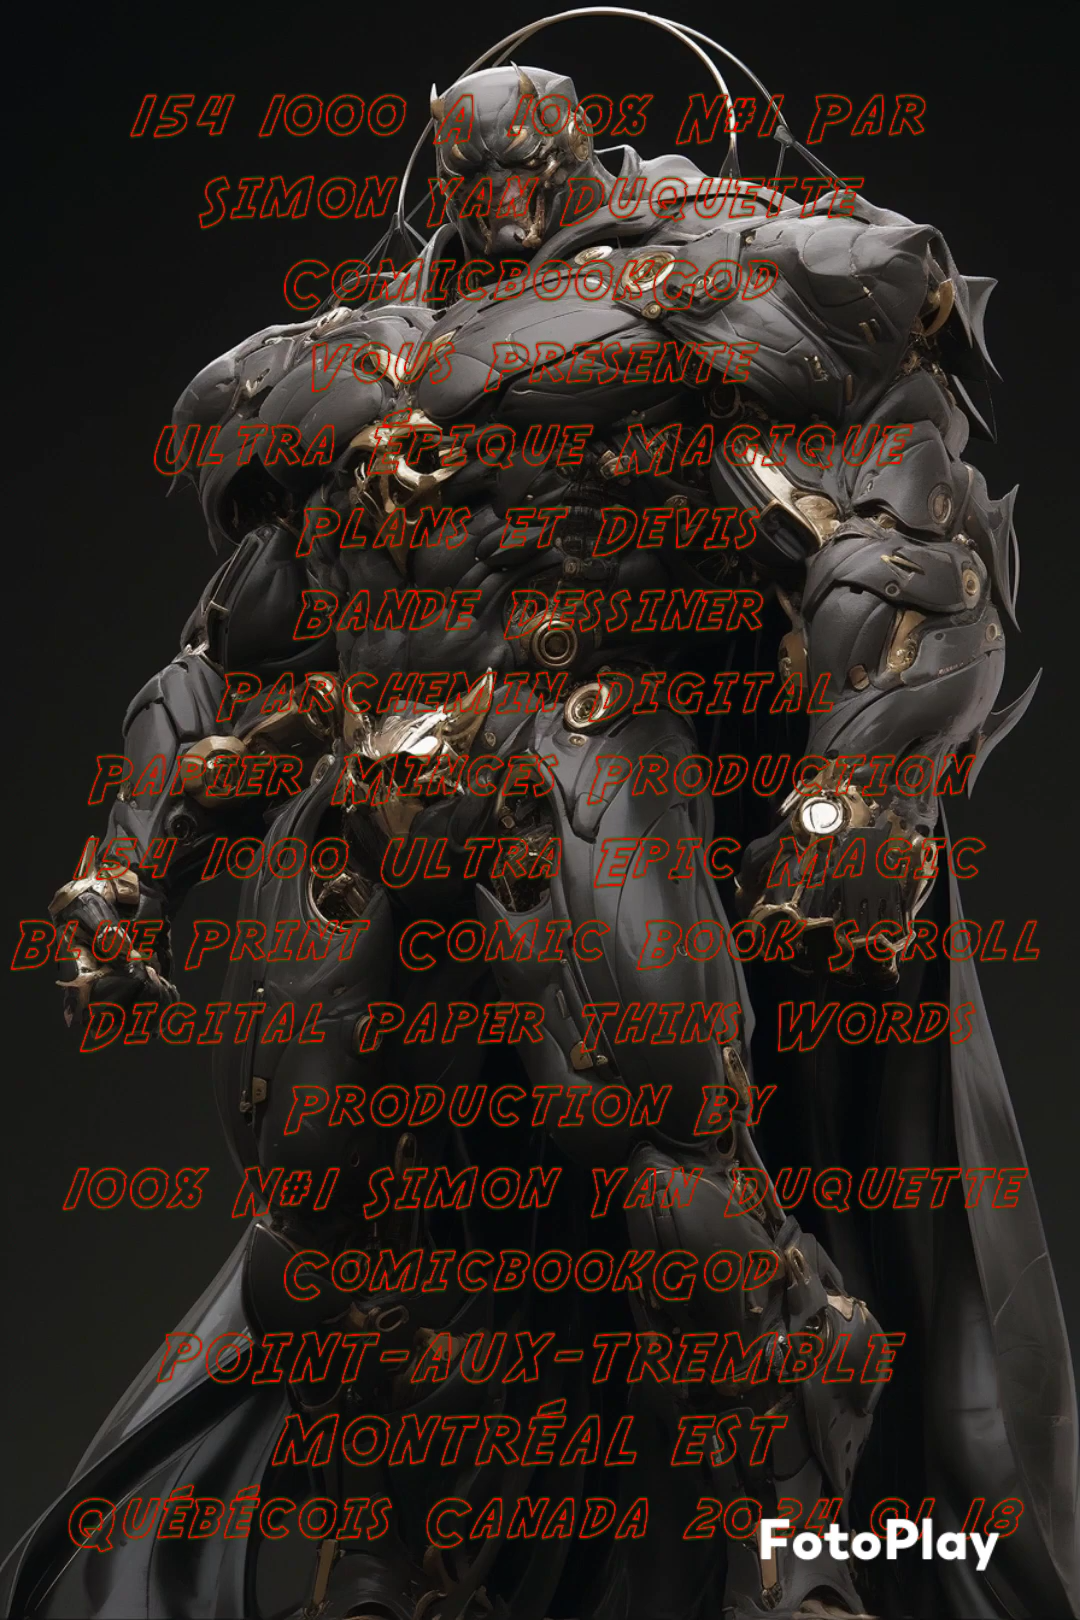 154 1000 A 100% N#1 PAR
SIMON YAN DUQUETTE
COMICBOOKGOD
VOUS PRESENTE
ULTRA ÉPIQUE MAGIQUE
PLANS ET DEVIS
BANDE DESSINER
PARCHEMIN DIGITAL
PAPIER MINCES PRODUCTION
154 1000 ULTRA EPIC MAGIC
BLUE PRINT COMIC BOOK SCROLL
DIGITAL PAPER THINS WORDS
PRODUCTION BY
100% N#1 SIMON YAN DUQUETTE
COMICBOOKGOD
POINT-AUX-TREMBLE
MONTRÉAL EST
QUÉBÉCOIS CANADA 2024 01 18
FotoPlay